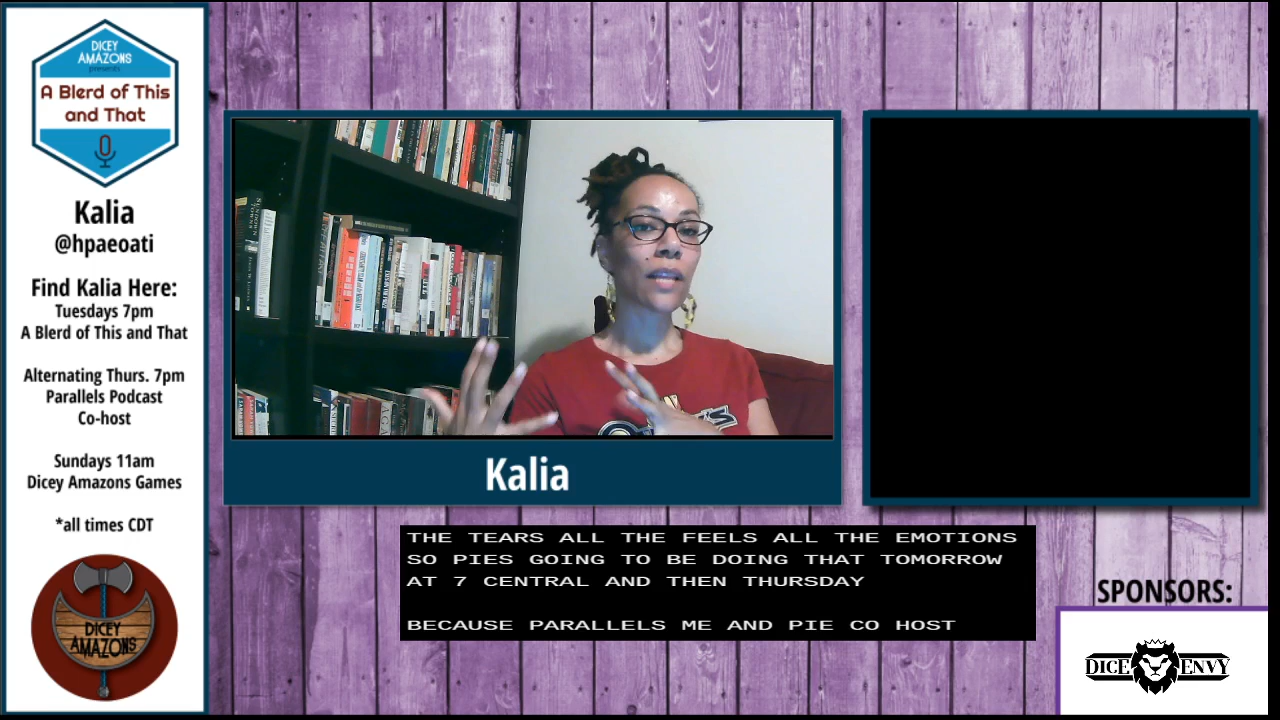 DICEY
AMAZONS
presents
A Blerd of This
and That
Kalia
@hpaeoati
Find Kalia Here:
Tuesdays 7pm
A Blerd of This and That
Alternating Thurs. 7pm
Parallels Podcast
Co-host
Sundays 11am
Dicey Amazons Games
*all times CDT
DICEY
AMAZONS
Kalia
THE TEARS ALL THE FEELS ALL THE EMOTIONS
SO PIES GOING TO BE DOING THAT TOMORROW
AT 7 CENTRAL AND THEN THURSDAY
BECAUSE PARALLELS ME AND PIE CO HOST
SPONSORS:
DICE ENVY